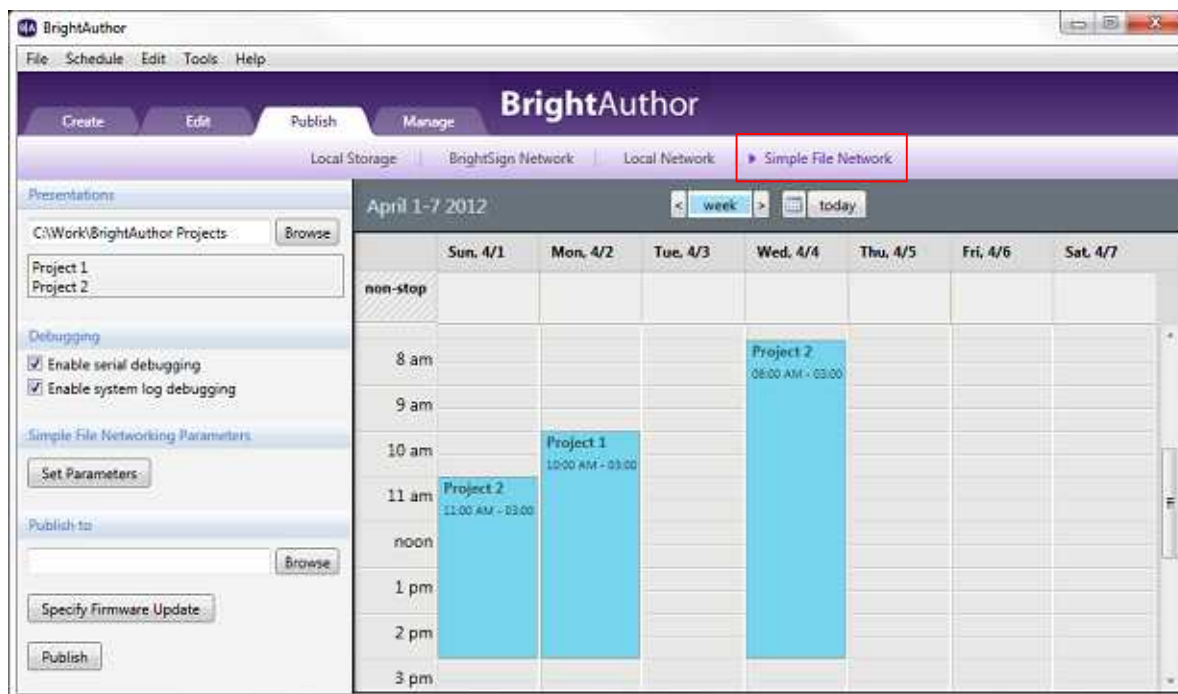 BrightAuthor
File Schedule Edit Tools Help
BrightAuthor
Create Edit Publish Manage
Local Storage BrightSign Network Local Network Simple File Network
Presentations
C:\Work\BrightAuthor Projects Browse
Project 1
Project 2
Debugging
Enable serial debugging
Enable system log debugging
Simple File Networking Parameters
Set Parameters
Publish to
Browse
Specify Firmware Update
Publish
April 1-7 2012 < week > today
Sun, 4/1 Mon, 4/2 Tue, 4/3 Wed, 4/4 Thu, 4/5 Fri, 4/6 Sat, 4/7
non-stop
8 am
9 am
10 am
11 am
noon
1 pm
2 pm
3 pm
Project 2
11:00 AM - 03:00
Project 1
10:00 AM - 03:00
Project 2
08:00 AM - 03:00